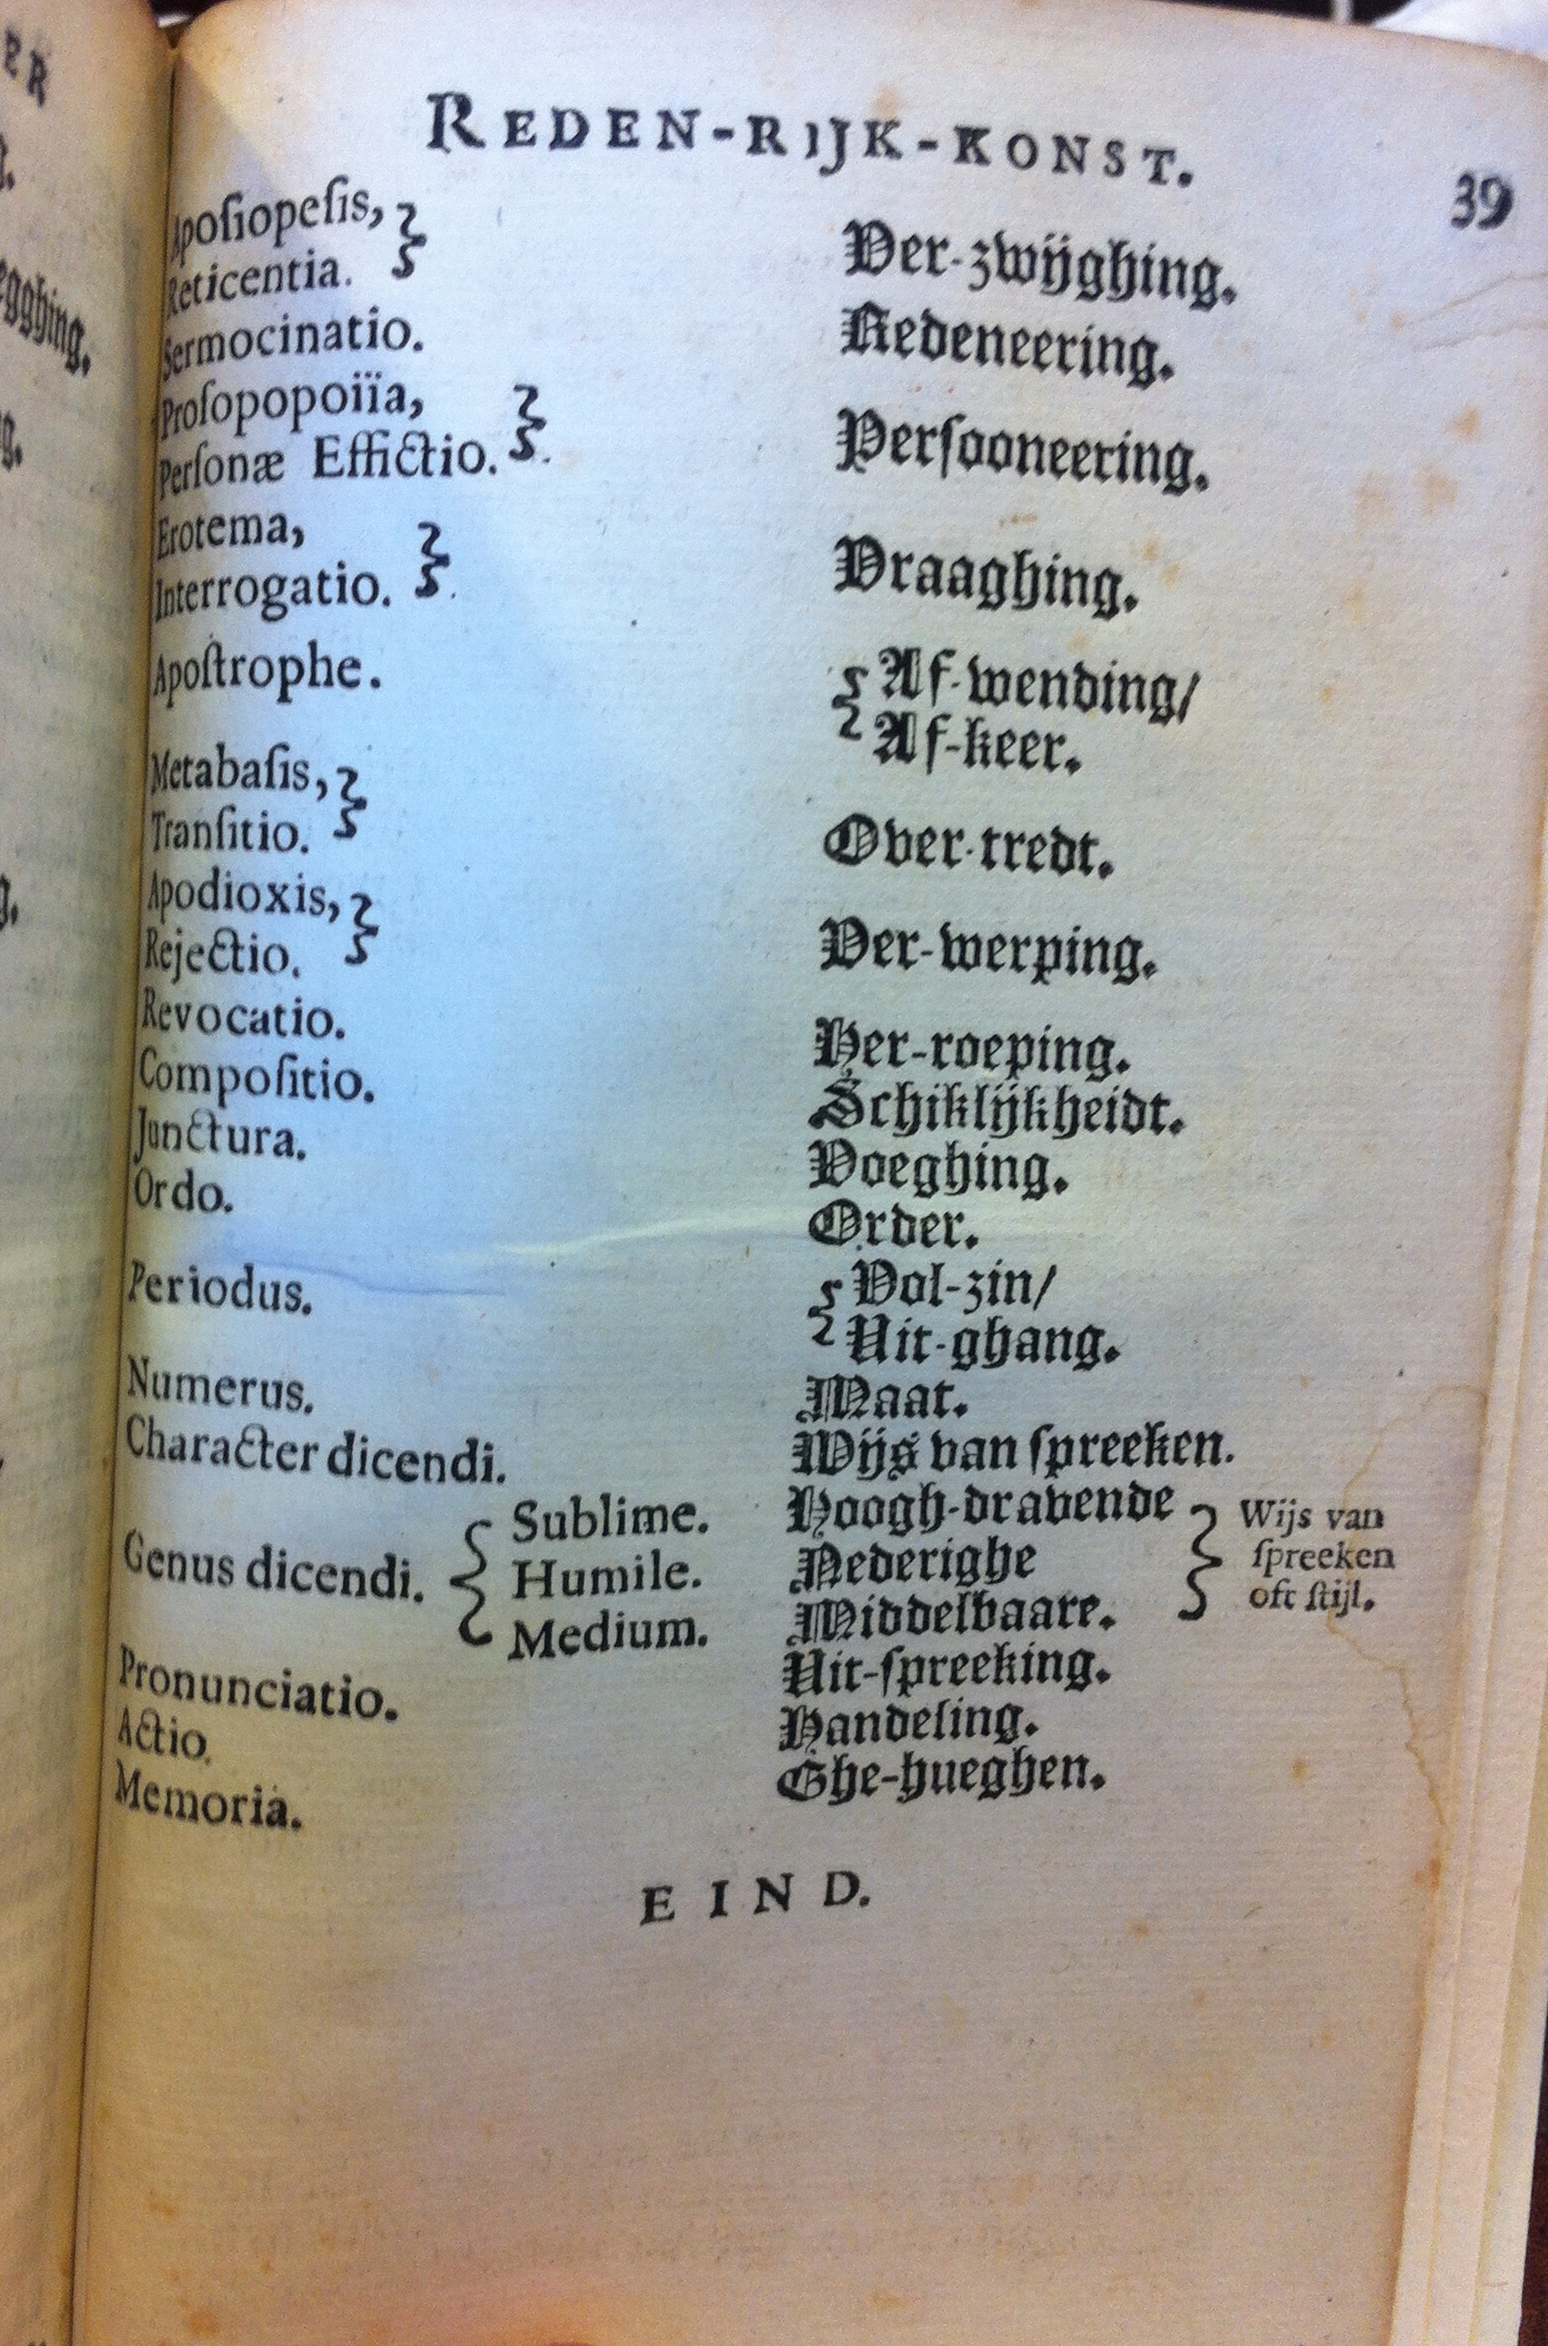 REDEN-RIJK-KONST. 39
Apoſiopeſis,
Reticentia. Ver-zwijghing.
Sermocinatio. Redeneering.
Proſopopoiïa,
Perſonæ Effictio. Perſooneering.
Erotema,
Interrogatio. Vraaghing.
Apoſtrophe. Af-wending/
Af-keer.
Metabaſis,
Tranſitio. Over-tredt.
Apodioxis,
Rejectio. Ver-werping.
Revocatio. Her-roeping.
Compoſitio. Schiklijkheidt.
Junctura. Voeghing.
Ordo. Order.
Periodus. Vol-zin/
Uit-ghang.
Numerus. Maat.
Character dicendi. Wijs van ſpreeken.
Genus dicendi. Sublime. Hoogh-dravende Wijs van
Humile. Nederighe ſpreeken
Medium. Middelbaare. oft ſtijl.
Pronunciatio. Uit-ſpreeking.
Actio. Handeling.
Memoria. Ghe-hueghen.
EIND.
ER
egghing.